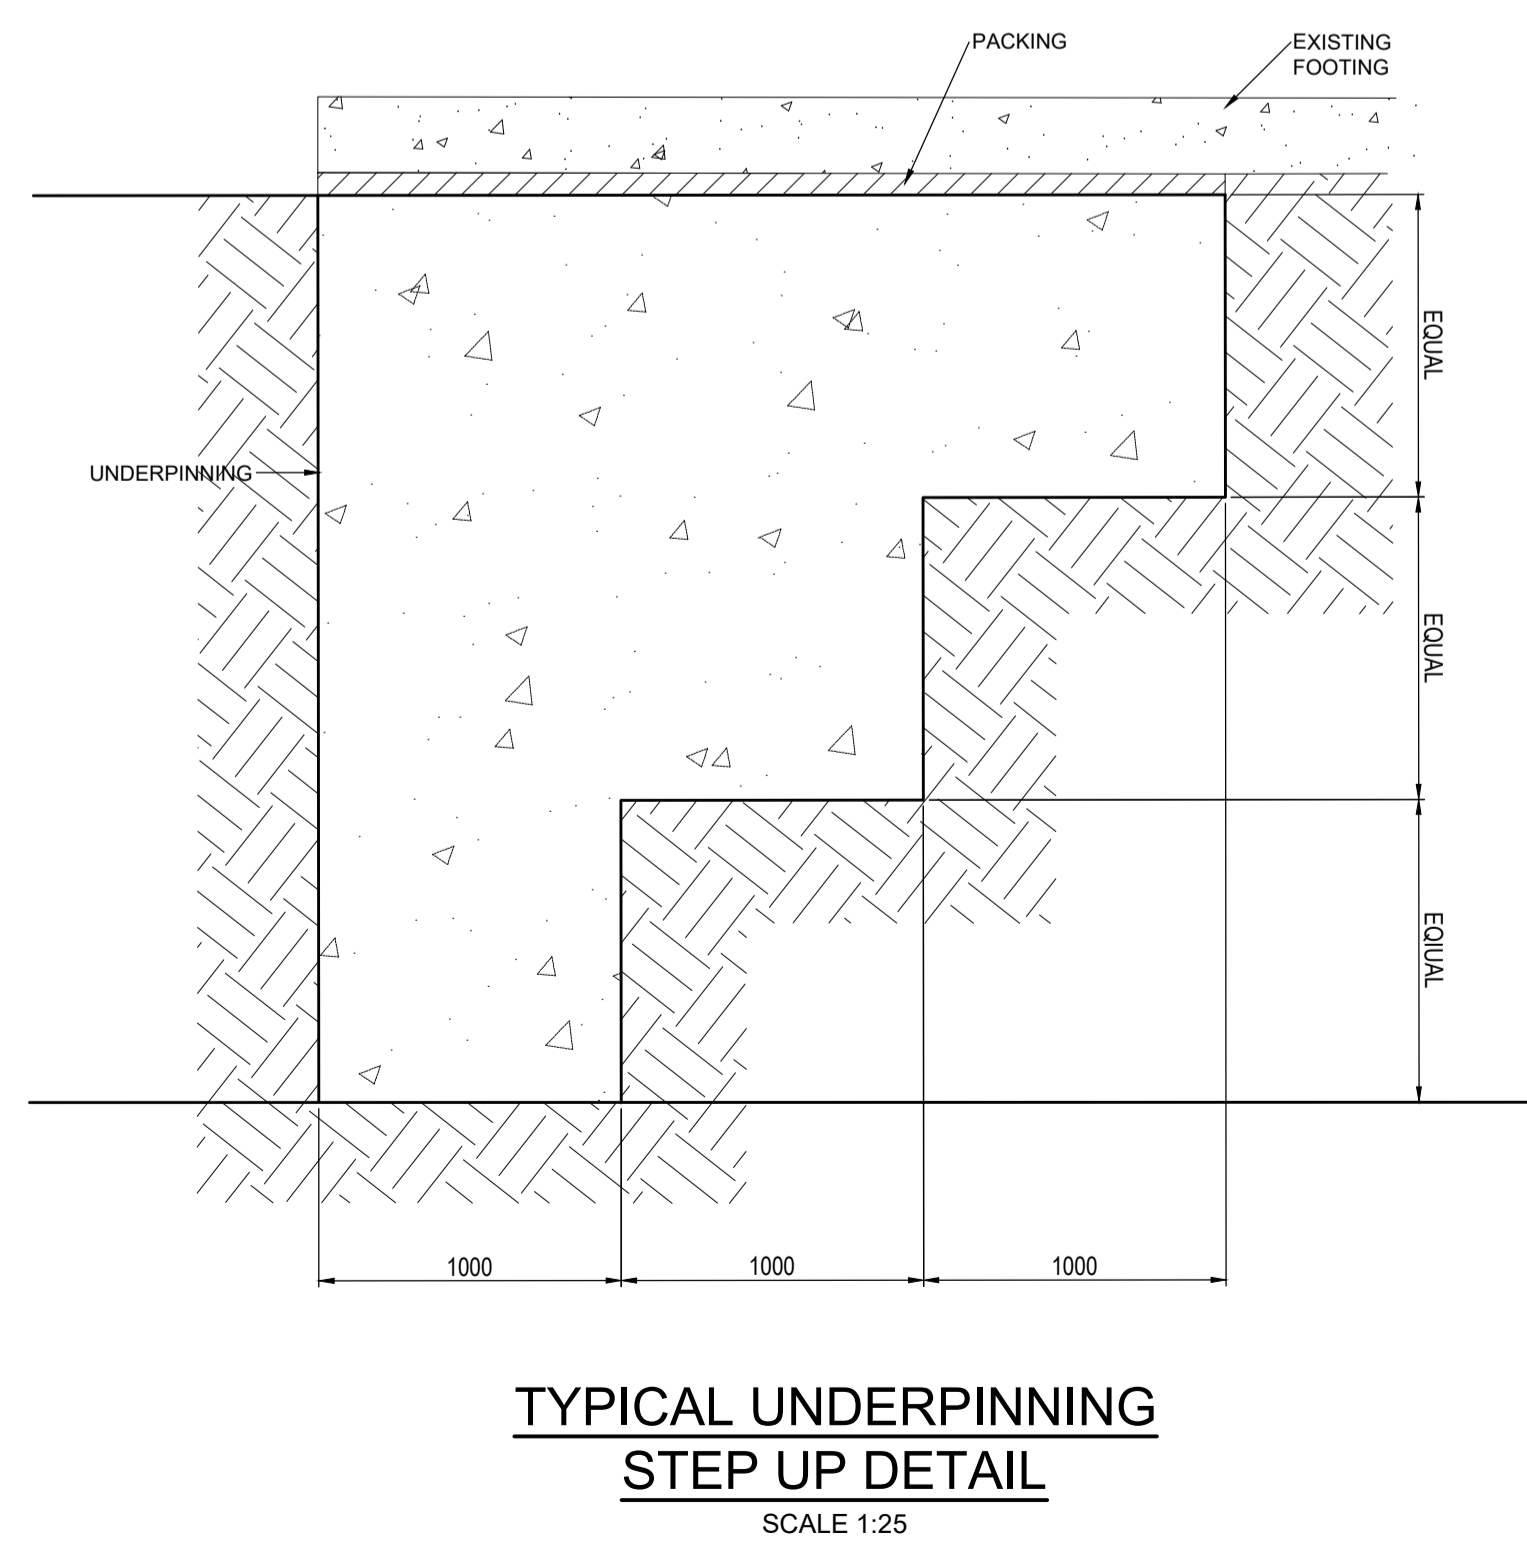 PACKING
EXISTING
FOOTING
EQUAL
UNDERPINNING
EQUAL
EQIUAL
1000
1000
1000
TYPICAL UNDERPINNING
STEP UP DETAIL
SCALE 1:25